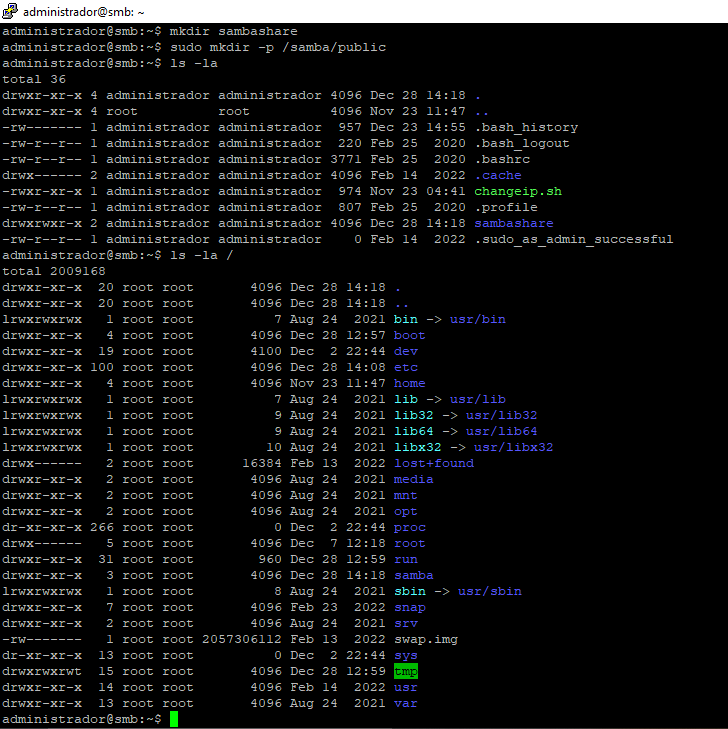 administrador@smb: ~
administrador@smb:~$ mkdir sambashare
administrador@smb:~$ sudo mkdir -p /samba/public
administrador@smb:~$ ls -la
total 36
drwxr-xr-x 4 administrador administrador 4096 Dec 28 14:18 .
drwxr-xr-x 4 root          root          4096 Nov 23 11:47 ..
-rw------- 1 administrador administrador  957 Dec 23 14:55 .bash_history
-rw-r--r-- 1 administrador administrador  220 Feb 25  2020 .bash_logout
-rw-r--r-- 1 administrador administrador 3771 Feb 25  2020 .bashrc
drwx------ 2 administrador administrador 4096 Feb 14  2022 .cache
-rwxr-xr-x 1 administrador administrador  974 Nov 23 04:41 changeip.sh
-rw-r--r-- 1 administrador administrador  807 Feb 25  2020 .profile
drwxrwxr-x 2 administrador administrador 4096 Dec 28 14:18 sambashare
-rw-r--r-- 1 administrador administrador    0 Feb 14  2022 .sudo_as_admin_successful
administrador@smb:~$ ls -la /
total 2009168
drwxr-xr-x  20 root root       4096 Dec 28 14:18 .
drwxr-xr-x  20 root root       4096 Dec 28 14:18 ..
lrwxrwxrwx   1 root root          7 Aug 24  2021 bin -> usr/bin
drwxr-xr-x   4 root root       4096 Dec 28 12:57 boot
drwxr-xr-x  19 root root       4100 Dec  2 22:44 dev
drwxr-xr-x 100 root root       4096 Dec 28 14:08 etc
drwxr-xr-x   4 root root       4096 Nov 23 11:47 home
lrwxrwxrwx   1 root root          7 Aug 24  2021 lib -> usr/lib
lrwxrwxrwx   1 root root          9 Aug 24  2021 lib32 -> usr/lib32
lrwxrwxrwx   1 root root          9 Aug 24  2021 lib64 -> usr/lib64
lrwxrwxrwx   1 root root         10 Aug 24  2021 libx32 -> usr/libx32
drwx------   2 root root      16384 Feb 13  2022 lost+found
drwxr-xr-x   2 root root       4096 Aug 24  2021 media
drwxr-xr-x   2 root root       4096 Aug 24  2021 mnt
drwxr-xr-x   2 root root       4096 Aug 24  2021 opt
dr-xr-xr-x 266 root root          0 Dec  2 22:44 proc
drwx------   5 root root       4096 Dec  7 12:18 root
drwxr-xr-x  31 root root        960 Dec 28 12:59 run
drwxr-xr-x   3 root root       4096 Dec 28 14:18 samba
lrwxrwxrwx   1 root root          8 Aug 24  2021 sbin -> usr/sbin
drwxr-xr-x   7 root root       4096 Feb 23  2022 snap
drwxr-xr-x   2 root root       4096 Aug 24  2021 srv
-rw-------   1 root root 2057306112 Feb 13  2022 swap.img
dr-xr-xr-x  13 root root          0 Dec  2 22:44 sys
drwxrwxrwt  15 root root       4096 Dec 28 12:59 tmp
drwxr-xr-x  14 root root       4096 Feb 14  2022 usr
drwxr-xr-x  13 root root       4096 Aug 24  2021 var
administrador@smb:~$